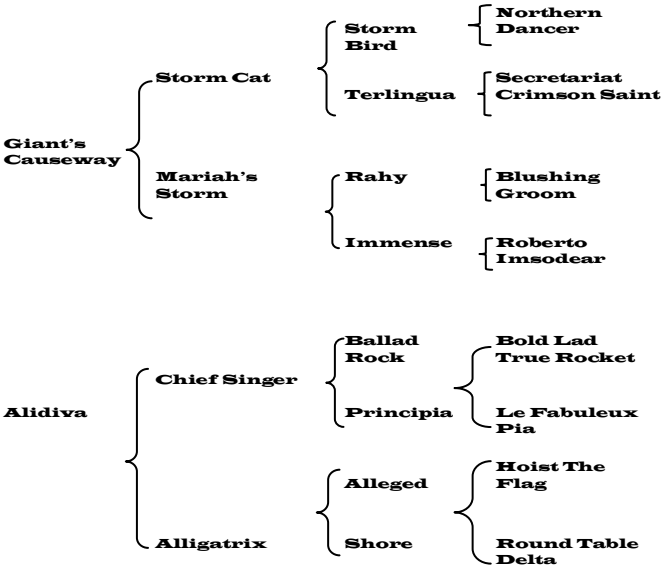 Northern
Dancer
Storm
Bird
Storm Cat
Secretariat
Terlingua
Crimson Saint
Giant's
Causeway
Mariah's
Storm
Rahy
Blushing
Groom
Immense
Roberto
Imsodear
Ballad
Rock
Bold Lad
True Rocket
Chief Singer
Alidiva
Principia
Le Fabuleux
Pia
Hoist The
Flag
Alleged
Alligatrix
Shore
Round Table
Delta